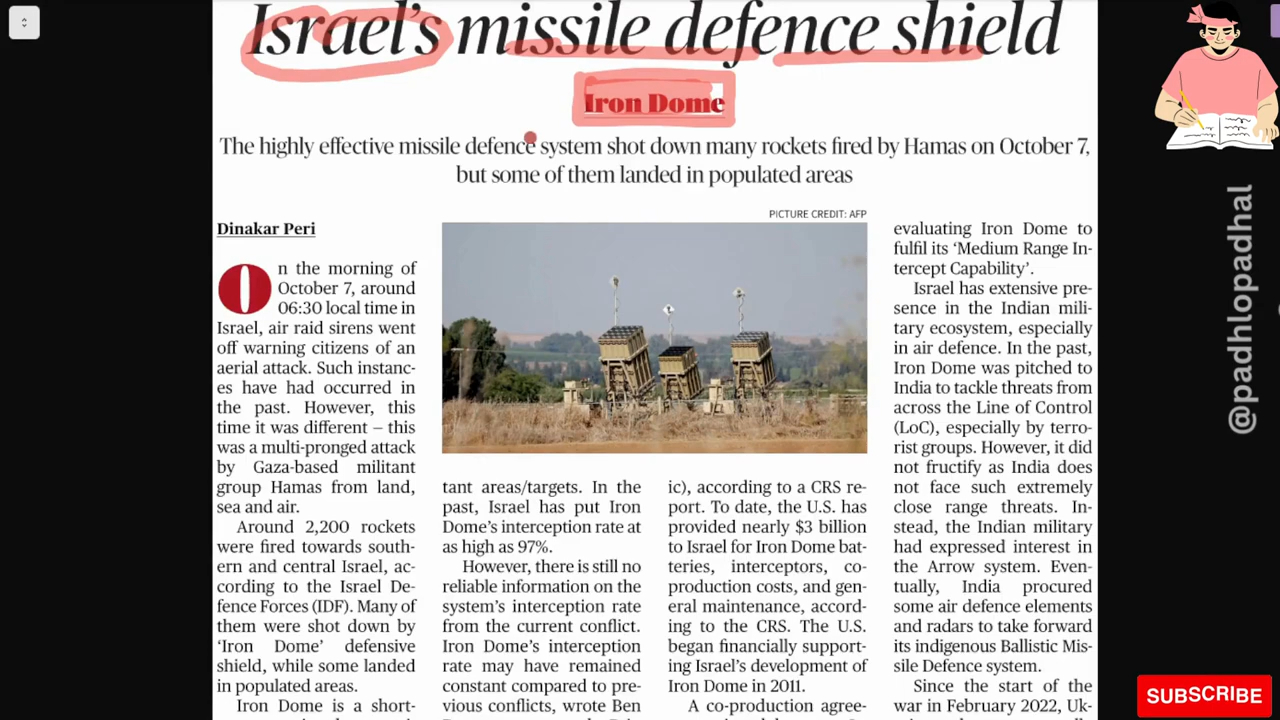 Israel's missile defence shield
Iron Dome
The highly effective missile defence system shot down many rockets fired by Hamas on October 7,
but some of them landed in populated areas
PICTURE CREDIT: AFP
Dinakar Peri
On the morning of
October 7, around
06:30 local time in
Israel, air raid sirens went
off warning citizens of an
aerial attack. Such instanc-
es have had occurred in
the past. However, this
time it was different – this
was a multi-pronged attack
by Gaza-based militant
group Hamas from land,
sea and air.
Around 2,200 rockets
were fired towards south-
ern and central Israel, ac-
cording to the Israel De-
fence Forces (IDF). Many of
them were shot down by
'Iron Dome' defensive
shield, while some landed
in populated areas.
Iron Dome is a short-
tant areas/targets. In the
past, Israel has put Iron
Dome's interception rate at
as high as 97%.
However, there is still no
reliable information on the
system's interception rate
from the current conflict.
Iron Dome's interception
rate may have remained
constant compared to pre-
vious conflicts, wrote Ben
ic), according to a CRS re-
port. To date, the U.S. has
provided nearly $3 billion
to Israel for Iron Dome bat-
teries, interceptors, co-
production costs, and gen-
eral maintenance, accord-
ing to the CRS. The U.S.
began financially support-
ing Israel's development of
Iron Dome in 2011.
A co-production agree-
evaluating Iron Dome to
fulfil its 'Medium Range In-
tercept Capability'.
Israel has extensive pre-
sence in the Indian mili-
tary ecosystem, especially
in air defence. In the past,
Iron Dome was pitched to
India to tackle threats from
across the Line of Control
(LoC), especially by terro-
rist groups. However, it did
not fructify as India does
not face such extremely
close range threats. In-
stead, the Indian military
had expressed interest in
the Arrow system. Even-
tually, India procured
some air defence elements
and radars to take forward
its indigenous Ballistic Mis-
sile Defence system.
Since the start of the
war in February 2022, Uk-
@padhlopadhal
SUBSCRIBE